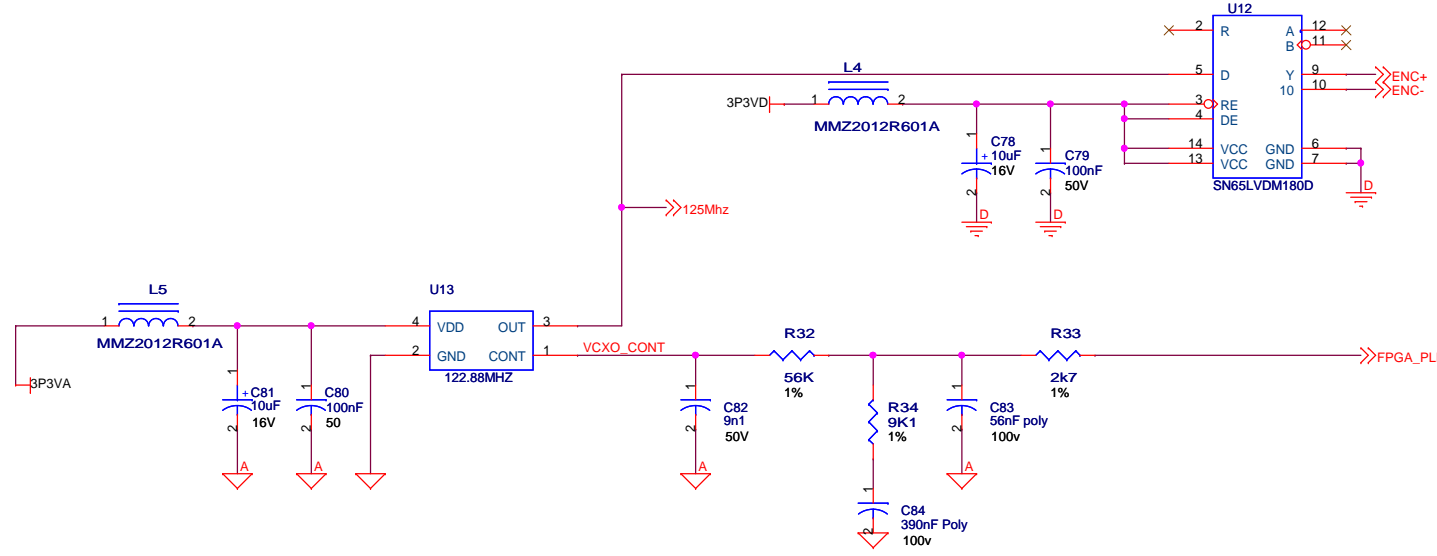 U12
2 R A 12
B 11
L4
5 D Y 9 ENC+
10 10 ENC-
3P3VD 1 2 3 RE
4 DE
MMZ2012R601A
1 C78 1 C79
+ 10uF 100nF
16V 50V
2 2
14 VCC GND 6
13 VCC GND 7
SN65LVDM180D
D D D
125Mhz
L5 U13
1 2 4 VDD OUT 3
MMZ2012R601A
2 GND CONT 1 VCXO_CONT
122.88MHZ
R32 R33
56K 2k7
1% 1%
FPGA_PLL
3P3VA
1 C81 1 C80
+ 10uF 100nF
16V 50
2 2
A A
1 C82
9n1
50V
2
A
R34
9K1
1%
1 C83
56nF poly
100v
2
A
1 C84
390nF Poly
100v
2